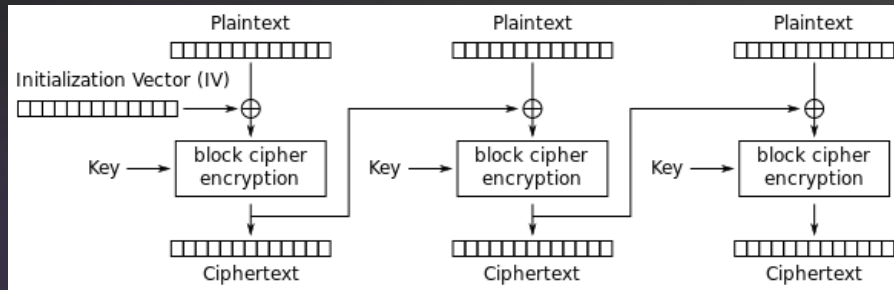 Plaintext
Plaintext
Plaintext
Initialization Vector (IV)
Key
block cipher
encryption
Key
block cipher
encryption
Key
block cipher
encryption
Ciphertext
Ciphertext
Ciphertext